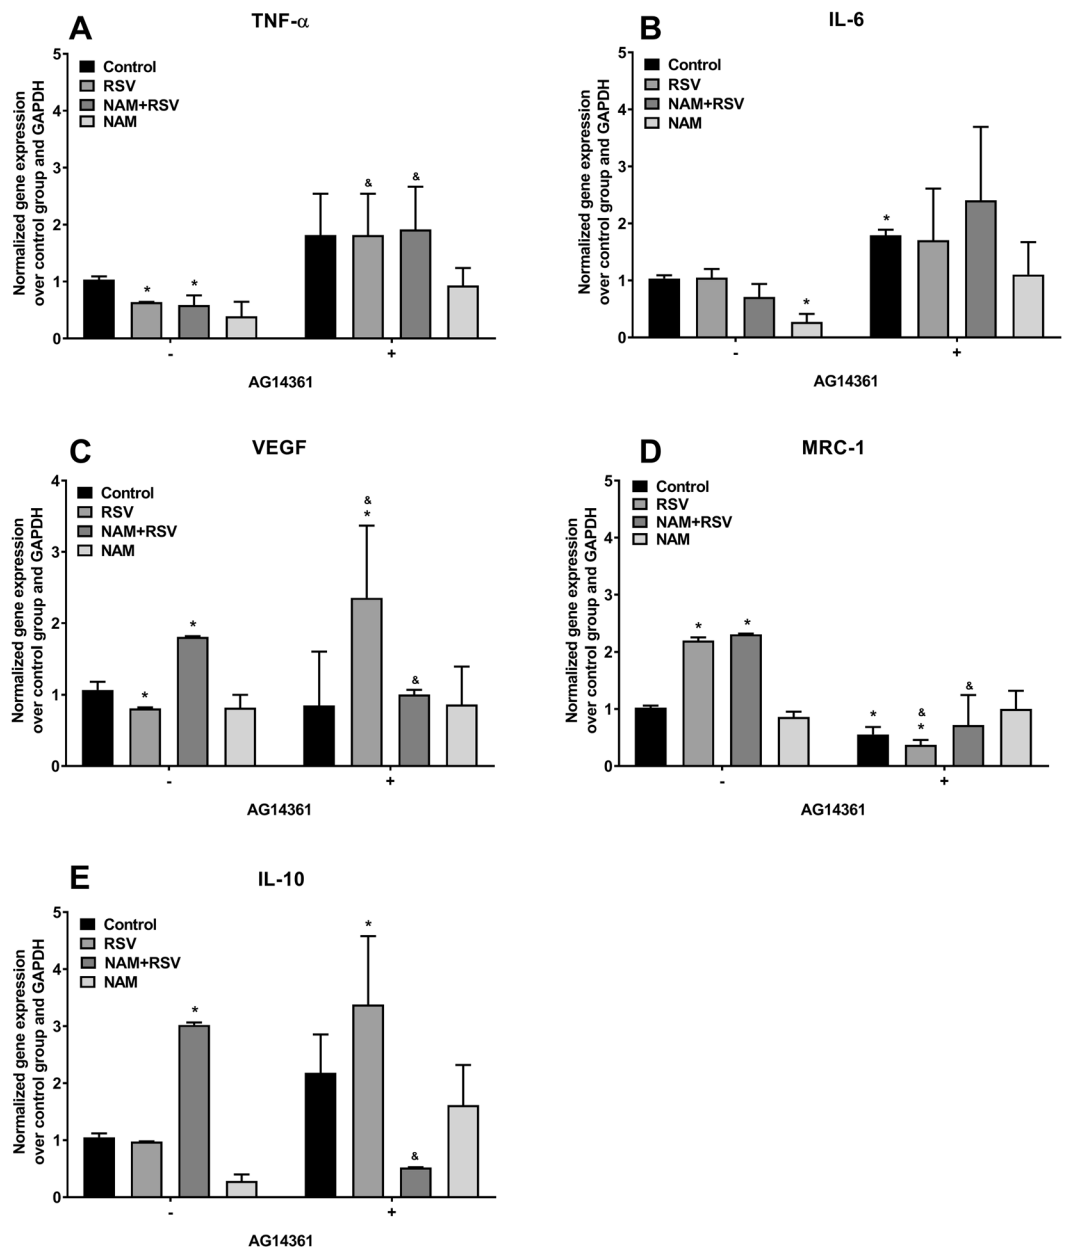 A
TNF-α
Normalized gene expression
over control group and GAPDH
5
4
3
2
1
0
Control
RSV
NAM+RSV
NAM
*
*
&
&
-
+
AG14361
B
IL-6
Normalized gene expression
over control group and GAPDH
5
4
3
2
1
0
Control
RSV
NAM+RSV
NAM
*
*
-
+
AG14361
C
VEGF
Normalized gene expression
over control group and GAPDH
4
3
2
1
0
Control
RSV
NAM+RSV
NAM
*
*
&
*
&
-
+
AG14361
D
MRC-1
Normalized gene expression
over control group and GAPDH
5
4
3
2
1
0
Control
RSV
NAM+RSV
NAM
*
*
*
&
*
&
-
+
AG14361
E
IL-10
Normalized gene expression
over control group and GAPDH
5
4
3
2
1
0
Control
RSV
NAM+RSV
NAM
*
*
&
-
+
AG14361